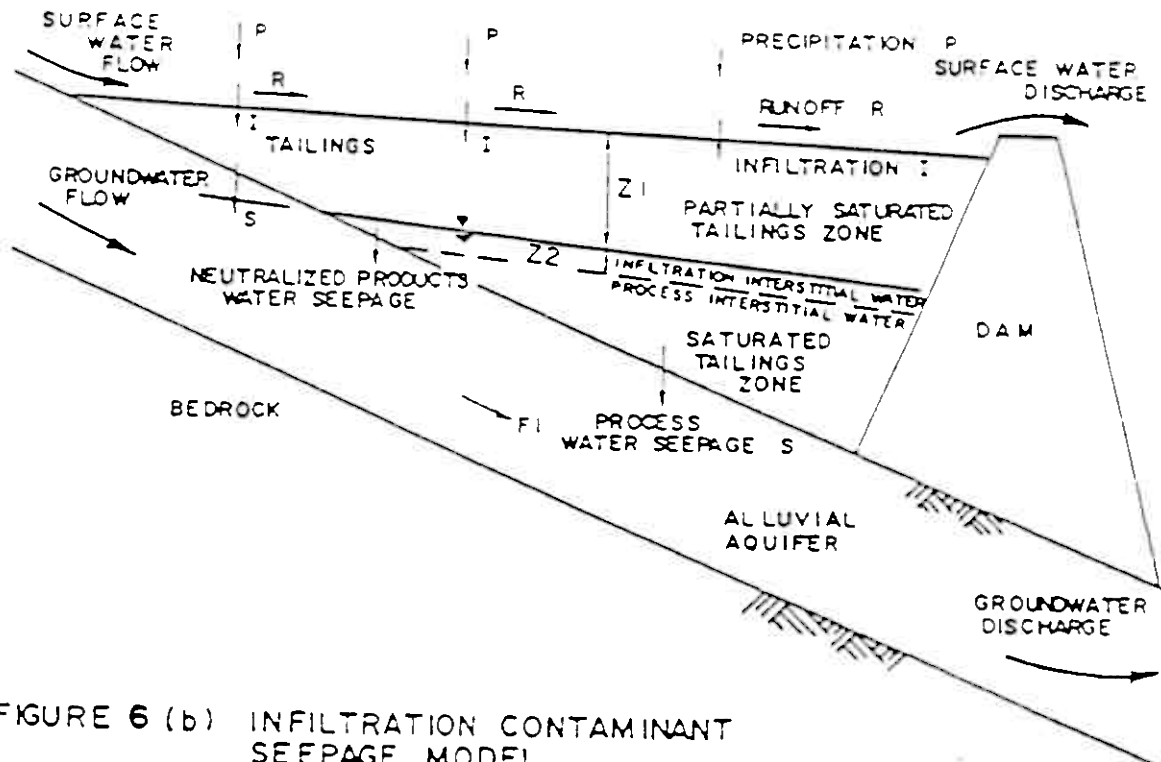 SURFACE
WATER
FLOW
P
P
PRECIPITATION P
SURFACE WATER
DISCHARGE
R
R
RUNOFF R
I
TAILINGS
I
INFILTRATION I
GROUNDWATER
FLOW
S
Z1
PARTIALLY SATURATED
TAILINGS ZONE
Z2
NEUTRALIZED PRODUCTS
WATER SEEPAGE
INFILTRATION INTERSTITIAL WATER
PROCESS INTERSTITIAL WATER
DAM
SATURATED
TAILINGS
ZONE
BEDROCK
F1
PROCESS
WATER SEEPAGE S
ALLUVIAL
AQUIFER
GROUNDWATER
DISCHARGE
FIGURE 6 (b) INFILTRATION CONTAMINANT
SEEPAGE MODEL